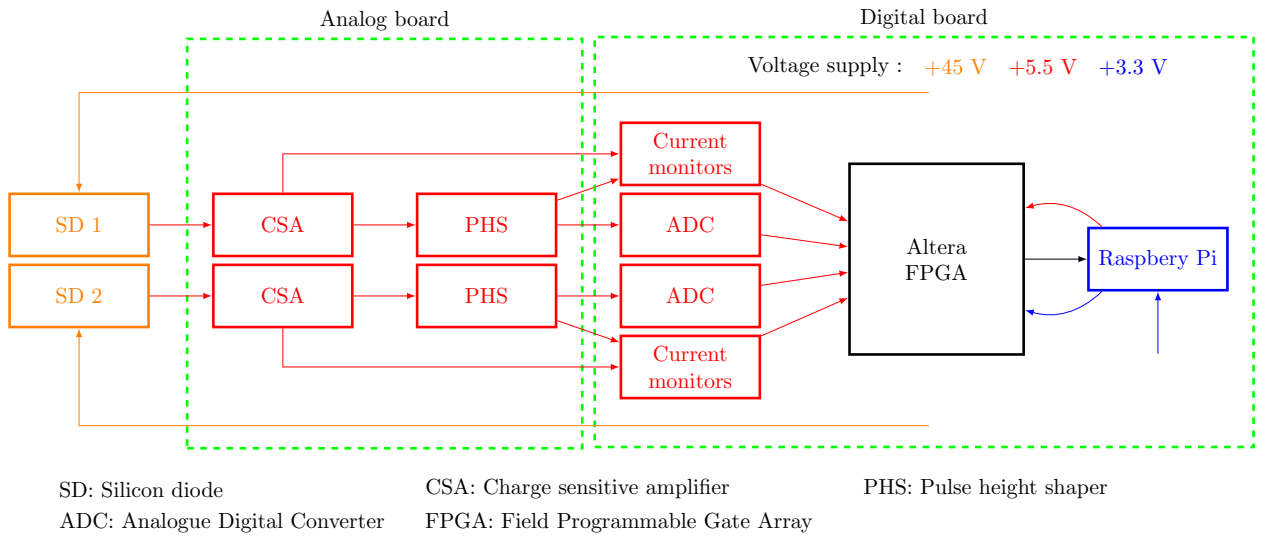 Analog board
Digital board
Voltage supply : +45 V +5.5 V +3.3 V
Current
monitors
SD 1
CSA
PHS
ADC
Altera
FPGA
Raspbery Pi
SD 2
CSA
PHS
ADC
Current
monitors
SD: Silicon diode
CSA: Charge sensitive amplifier
PHS: Pulse height shaper
ADC: Analogue Digital Converter
FPGA: Field Programmable Gate Array